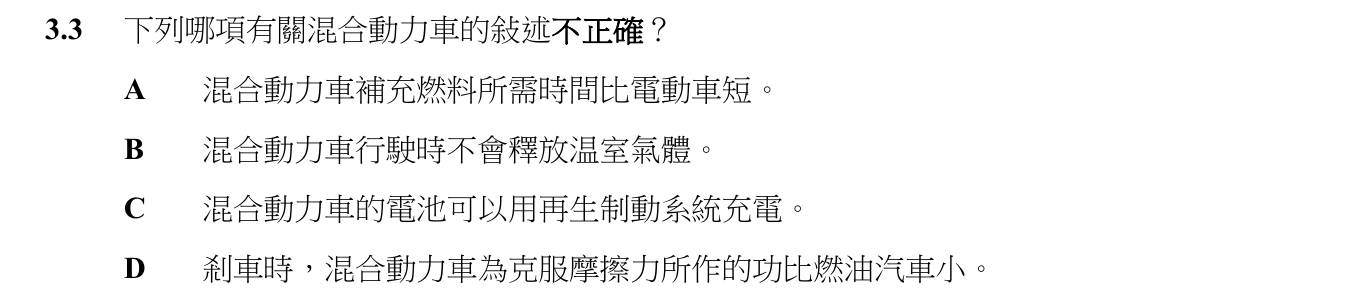 3.3 下列哪項有關混合動力車的敍述不正確？
A 混合動力車補充燃料所需時間比電動車短。
B 混合動力車行駛時不會釋放温室氣體。
C 混合動力車的電池可以用再生制動系統充電。
D 剎車時，混合動力車為克服摩擦力所作的功比燃油汽車小。